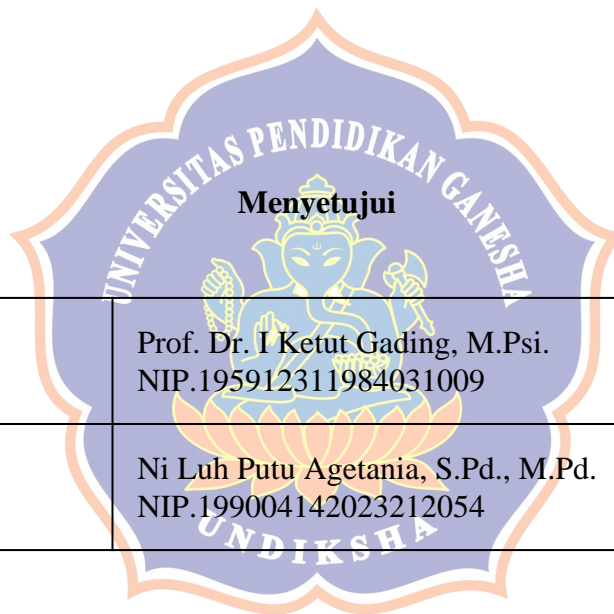 UNIVERSITAS PENDIDIKAN GANESHA
Menyetujui
Prof. Dr. I Ketut Gading, M.Psi.
NIP.195912311984031009
Ni Luh Putu Agetania, S.Pd., M.Pd.
NIP.199004142023212054
UNDIKSHA